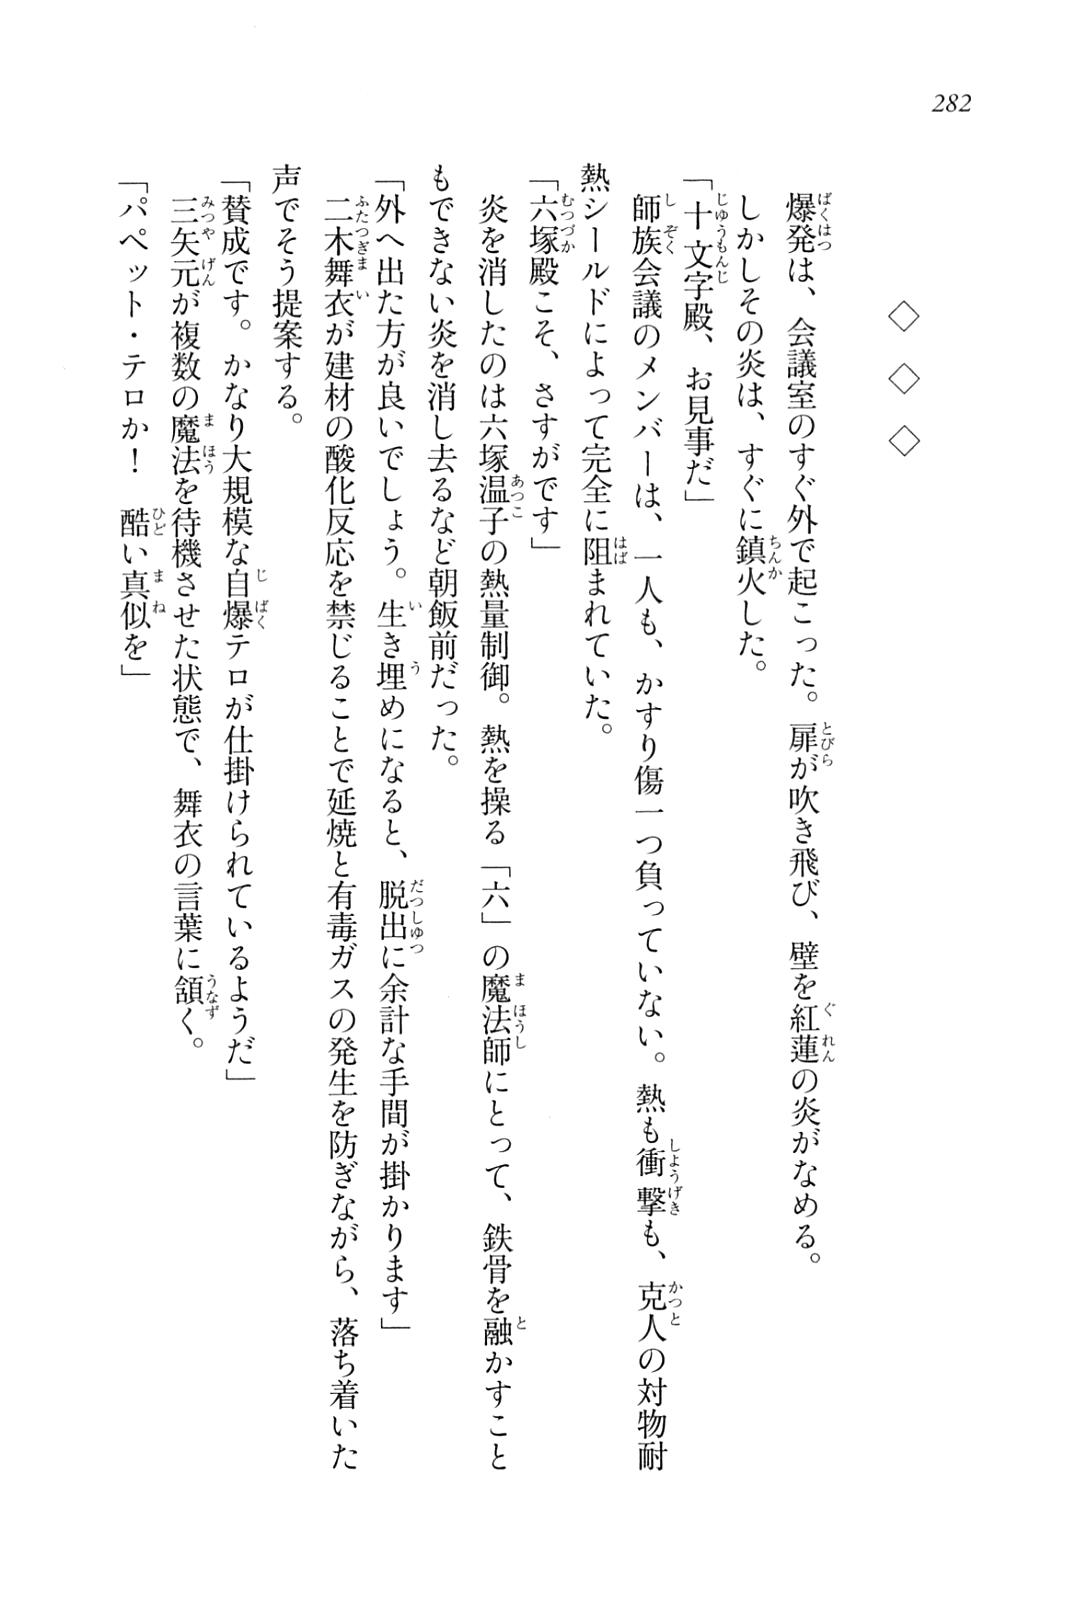 282
◇ ◇ ◇
爆発は、会議室のすぐ外で起こった。扉が吹き飛び、壁を紅蓮の炎がなめる。
しかしその炎は、すぐに鎮火した。
「十文字殿、お見事だ」
師族会議のメンバーは、一人も、かすり傷一つ負っていない。熱も衝撃も、克人の対物耐
熱シールドによって完全に阻まれていた。
「六塚殿こそ、さすがです」
炎を消したのは六塚温子の熱量制御。熱を操る「六」の魔法師にとって、鉄骨を融かすこと
もできない炎を消し去るなど朝飯前だった。
「外へ出た方が良いでしょう。生き埋めになると、脱出に余計な手間が掛かります」
二木舞衣が建材の酸化反応を禁じることで延焼と有毒ガスの発生を防ぎながら、落ち着いた
声でそう提案する。
「賛成です。かなり大規模な自爆テロが仕掛けられているようだ」
三矢元が複数の魔法を待機させた状態で、舞衣の言葉に頷く。
「パペット・テロか！　酷い真似を」